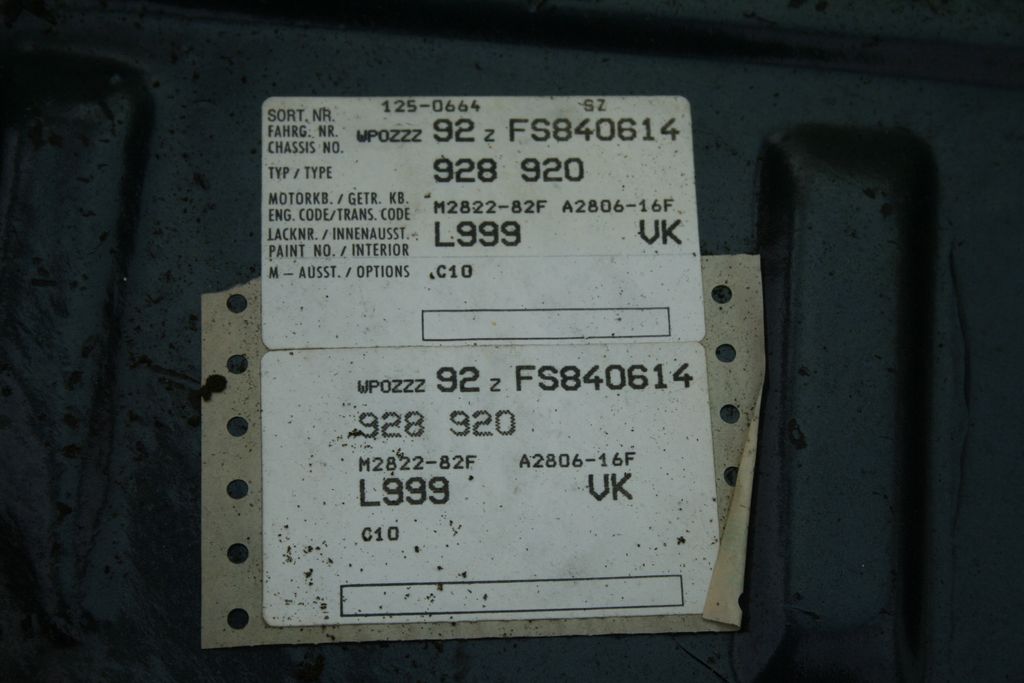 SORT. NR. 125-0664 SZ
FAHRG. NR.
CHASSIS NO. WPOZZZ 92 Z FS840614
TYP / TYPE 928 920
MOTORKB. / GETR. KB.
ENG. CODE/TRANS. CODE M2822-82F A2806-16F
LACKNR. / INNENAUSST.
PAINT NO. / INTERIOR L999 VK
M – AUSST. / OPTIONS C10
WPOZZZ 92 Z FS840614
928 920
M2822-82F A2806-16F
L999 VK
C10